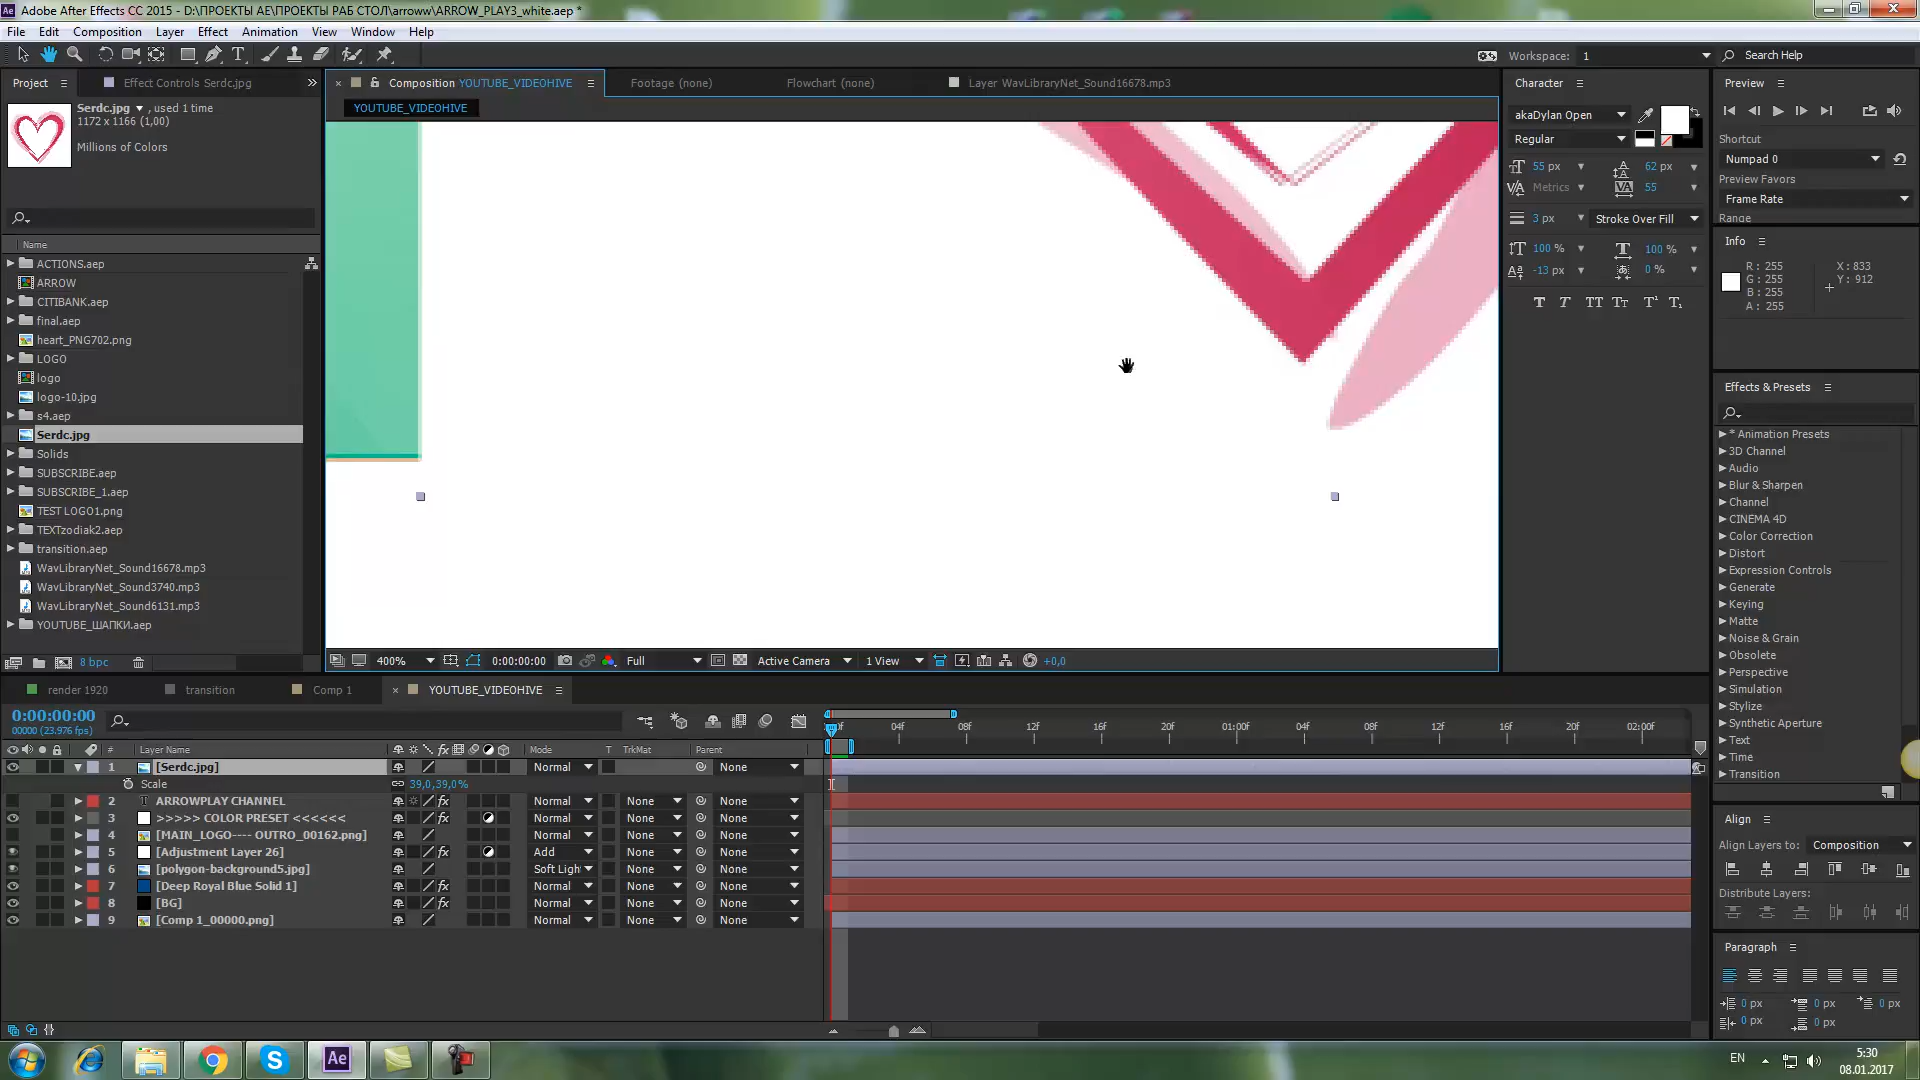 Adobe After Effects CC 2015 - D:\ПРОЕКТЫ АЕ\ПРОЕКТЫ РАБ СТОЛ\arroww\ARROW_PLAY3_white.aep *
File Edit Composition Layer Effect Animation View Window Help
Workspace: 1
Search Help
Project
Effect Controls Serdc.jpg
Composition YOUTUBE_VIDEOHIVE
Footage (none)
Flowchart (none)
Layer WavLibraryNet_Sound16678.mp3
Character
Preview
YOUTUBE_VIDEOHIVE
Serdc.jpg ▼ , used 1 time
1172 x 1166 (1,00)
Millions of Colors
Name
ACTIONS.aep
ARROW
CITIBANK.aep
final.aep
heart_PNG702.png
LOGO
logo
logo-10.jpg
s4.aep
Serdc.jpg
Solids
SUBSCRIBE.aep
SUBSCRIBE_1.aep
TEST LOGO1.png
TEXTzodiak2.aep
transition.aep
WavLibraryNet_Sound16678.mp3
WavLibraryNet_Sound3740.mp3
WavLibraryNet_Sound6131.mp3
YOUTUBE_ШАПКИ.aep
8 bpc
400%
0:00:00:00
Full
Active Camera
1 View
+0,0
akaDylan Open
Regular
55 px
62 px
Metrics
55
3 px
Stroke Over Fill
100 %
100 %
-13 px
0 %
Shortcut
Numpad 0
Preview Favors
Frame Rate
Range
Info
R : 255
G : 255
B : 255
A : 255
X : 833
Y : 912
Effects & Presets
* Animation Presets
3D Channel
Audio
Blur & Sharpen
Channel
CINEMA 4D
Color Correction
Distort
Expression Controls
Generate
Keying
Matte
Noise & Grain
Obsolete
Perspective
Simulation
Stylize
Synthetic Aperture
Text
Time
Transition
Align
Align Layers to: Composition
Distribute Layers:
Paragraph
0 px 0 px 0 px
0 px 0 px
render 1920
transition
Comp 1
YOUTUBE_VIDEOHIVE
0:00:00:00
00000 (23.976 fps)
04f 08f 12f 16f 20f 01:00f 04f 08f 12f 16f 20f 02:00f
# Layer Name Mode T TrkMat Parent
1 [Serdc.jpg] Normal None
Scale 39,0,39,0%
2 ARROWPLAY CHANNEL Normal None None
3 >>>>> COLOR PRESET <<<<<< Normal None None
4 [MAIN_LOGO---- OUTRO_00162.png] Normal None None
5 [Adjustment Layer 26] Add None None
6 [polygon-background5.jpg] Soft Ligh None None
7 [Deep Royal Blue Solid 1] Normal None None
8 [BG] Normal None None
9 [Comp 1_00000.png] Normal None None
EN
5:30
08.01.2017